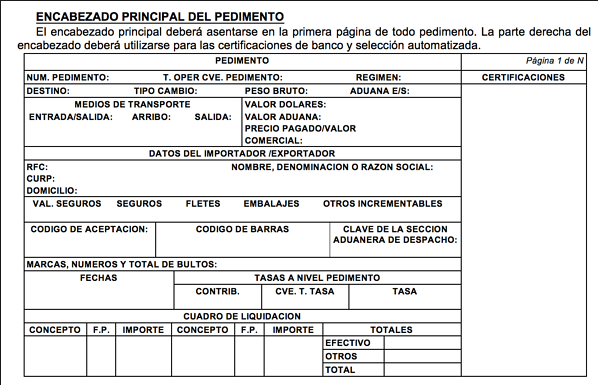 ENCABEZADO PRINCIPAL DEL PEDIMENTO
El encabezado principal deberá asentarse en la primera página de todo pedimento. La parte derecha del
encabezado deberá utilizarse para las certificaciones de banco y selección automatizada.
PEDIMENTO Página 1 de N
NUM. PEDIMENTO: T. OPER CVE. PEDIMENTO: REGIMEN: CERTIFICACIONES
DESTINO: TIPO CAMBIO: PESO BRUTO: ADUANA E/S:
MEDIOS DE TRANSPORTE VALOR DOLARES:
ENTRADA/SALIDA: ARRIBO: SALIDA: VALOR ADUANA:
PRECIO PAGADO/VALOR
COMERCIAL:
DATOS DEL IMPORTADOR /EXPORTADOR
RFC: NOMBRE, DENOMINACION O RAZON SOCIAL:
CURP:
DOMICILIO:
VAL. SEGUROS SEGUROS FLETES EMBALAJES OTROS INCREMENTABLES
CODIGO DE ACEPTACION: CODIGO DE BARRAS CLAVE DE LA SECCION
ADUANERA DE DESPACHO:
MARCAS, NUMEROS Y TOTAL DE BULTOS:
FECHAS TASAS A NIVEL PEDIMENTO
CONTRIB. CVE. T. TASA TASA
CUADRO DE LIQUIDACION
CONCEPTO F.P. IMPORTE CONCEPTO F.P. IMPORTE TOTALES
EFECTIVO
OTROS
TOTAL